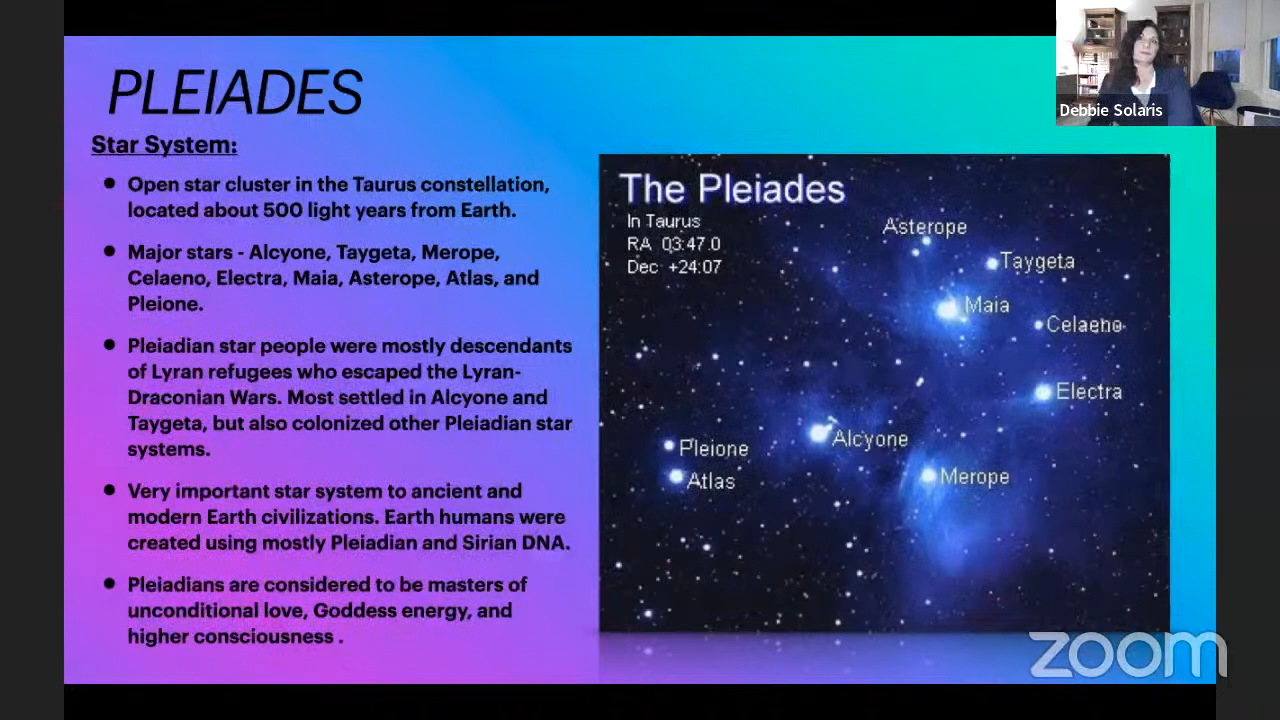 PLEIADES
Star System:
• Open star cluster in the Taurus constellation,
located about 500 light years from Earth.
• Major stars - Alcyone, Taygeta, Merope,
Celaeno, Electra, Maia, Asterope, Atlas, and
Pleione.
• Pleiadian star people were mostly descendants
of Lyran refugees who escaped the Lyran-
Draconian Wars. Most settled in Alcyone and
Taygeta, but also colonized other Pleiadian star
systems.
• Very important star system to ancient and
modern Earth civilizations. Earth humans were
created using mostly Pleiadian and Sirian DNA.
• Pleiadians are considered to be masters of
unconditional love, Goddess energy, and
higher consciousness .
The Pleiades
In Taurus
RA 03:47.0
Dec +24:07
Asterope
Taygeta
Maia
Celaeno
Electra
Alcyone
Pleione
Atlas
Merope
Debbie Solaris
zoom